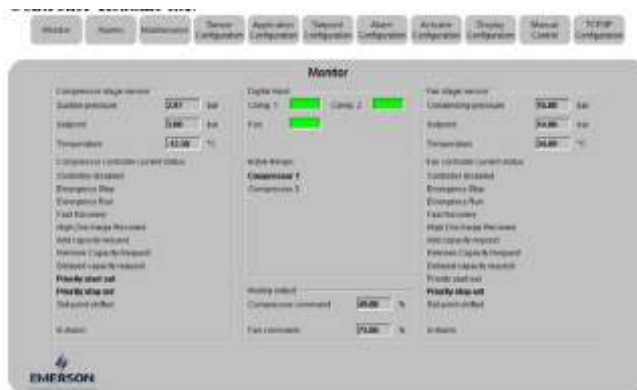 Monitor
Alarms
Maintenance
Sensor Configuration
Application Configuration
Setpoint Configuration
Alarm Configuration
Actuator Configuration
Display Configuration
Manual Control
TCP/IP Configuration
Monitor
Compressor stage sensor
Suction pressure bar
Setpoint bar
Temperature °C
Compressor controller current status
Controller disabled
Emergency Stop
Emergency Run
Fast Recovery
High Discharge Recovery
Add capacity request
Remove Capacity Request
Delayed capacity request
Priority start set
Priority stop set
Setpoint shifted
In Alarm
Digital Input
Comp. 1 Comp. 2
Fan
Compressor 1
Compressor 2
Analog output
Compressor command %
Fan command %
Fan stage sensor
Condensing pressure bar
Setpoint bar
Temperature °C
Fan controller current status
Controller disabled
Emergency Stop
Emergency Run
Fast Recovery
High Discharge Recovery
Add capacity request
Remove Capacity Request
Delayed capacity request
Priority start set
Priority stop set
Setpoint shifted
In Alarm
EMERSON